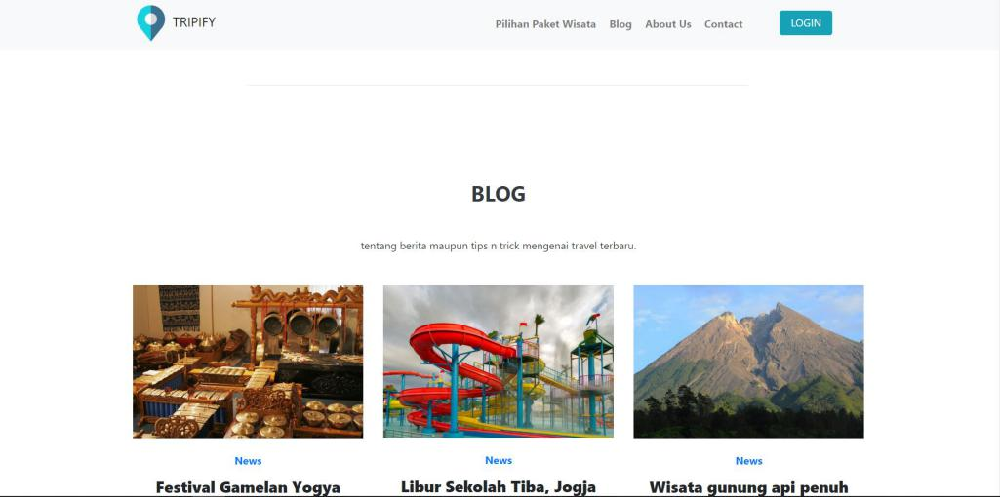 TRIPIFY
Pilihan Paket Wisata Blog About Us Contact LOGIN
BLOG
tentang berita maupun tips n trick mengenai travel terbaru.
News News News
Festival Gamelan Yogya Libur Sekolah Tiba, Jogja Wisata gunung api penuh